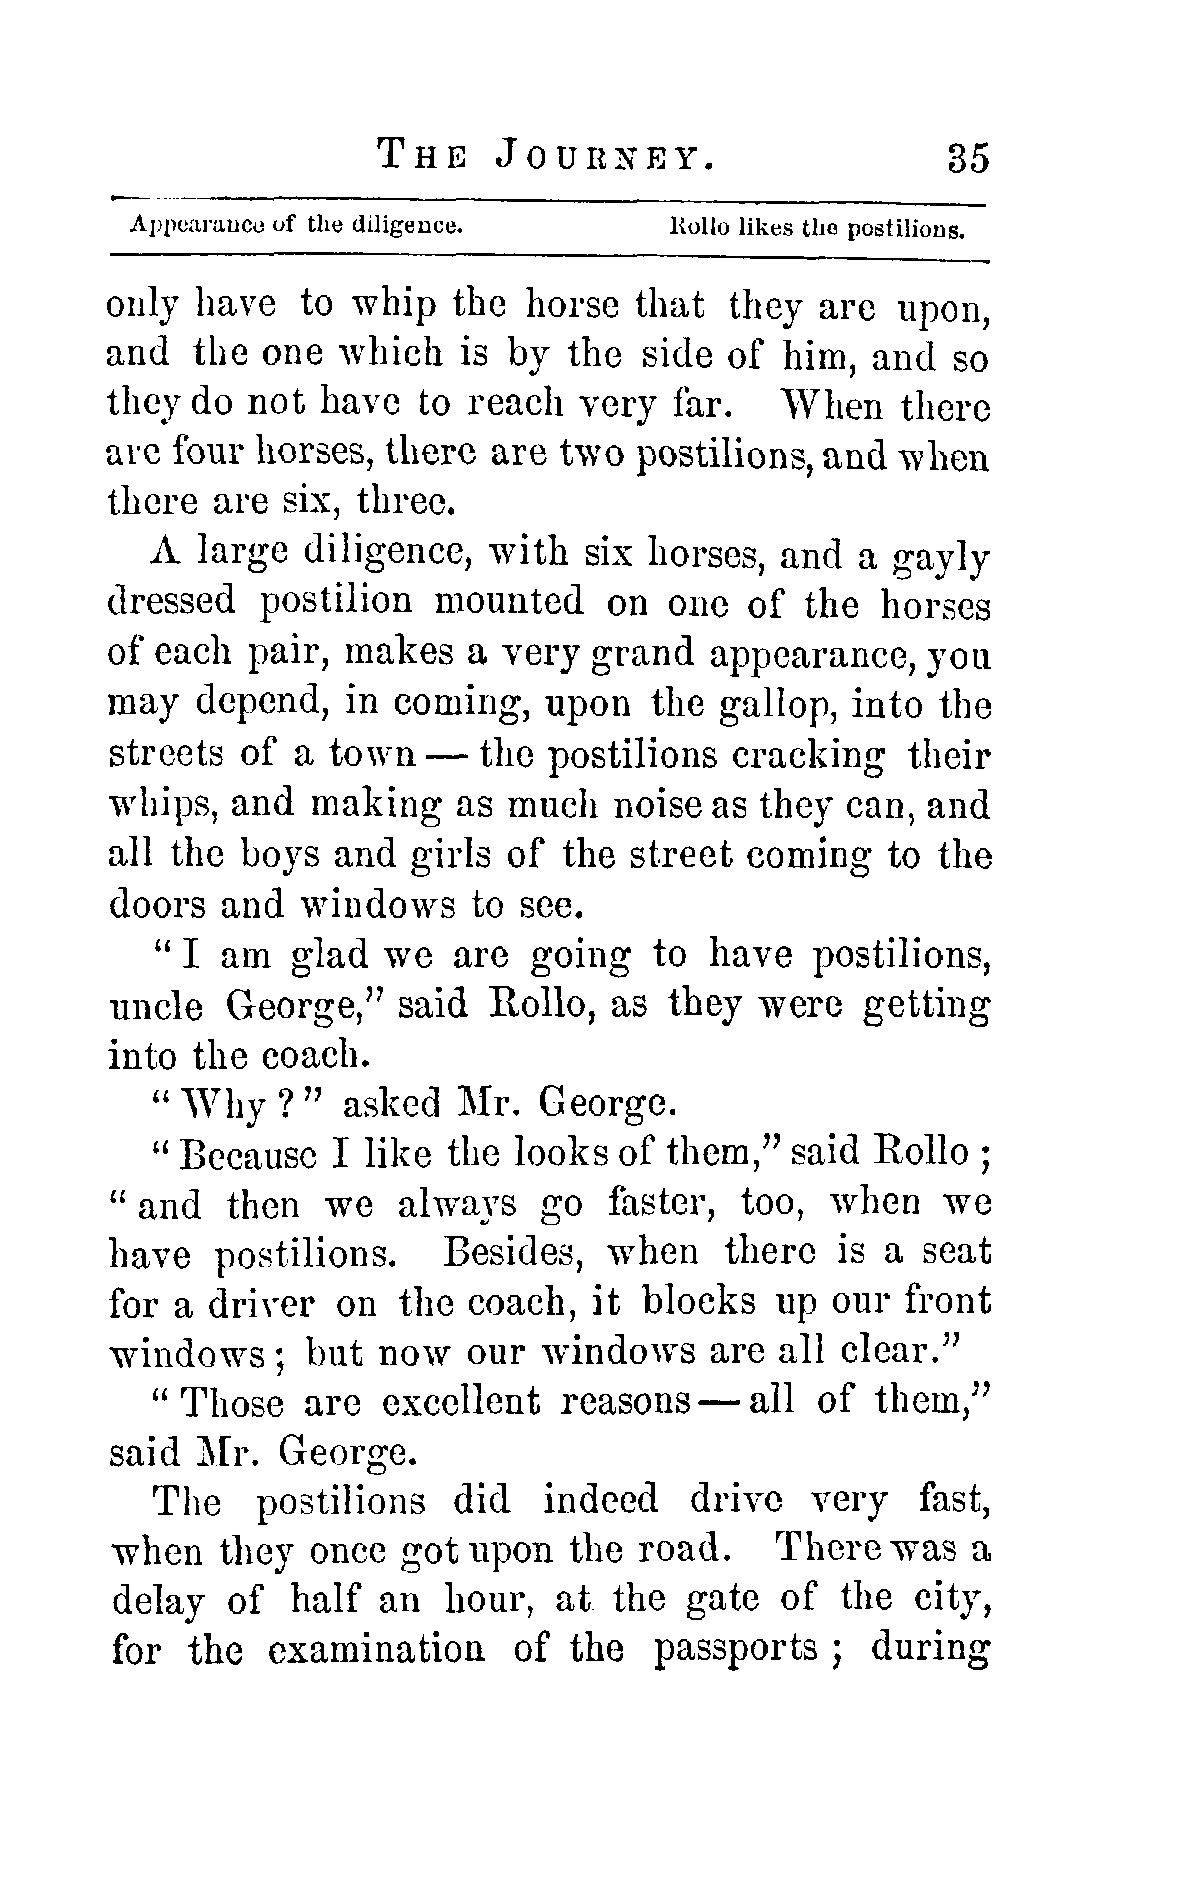 THE JOURNEY. 35
Appearance of the diligence. Rollo likes the postilions.
only have to whip the horse that they are upon,
and the one which is by the side of him, and so
they do not have to reach very far. When there
are four horses, there are two postilions, and when
there are six, three.
A large diligence, with six horses, and a gayly
dressed postilion mounted on one of the horses
of each pair, makes a very grand appearance, you
may depend, in coming, upon the gallop, into the
streets of a town — the postilions cracking their
whips, and making as much noise as they can, and
all the boys and girls of the street coming to the
doors and windows to see.
“ I am glad we are going to have postilions,
uncle George,” said Rollo, as they were getting
into the coach.
“ Why ? ” asked Mr. George.
“ Because I like the looks of them,” said Rollo ;
“ and then we always go faster, too, when we
have postilions. Besides, when there is a seat
for a driver on the coach, it blocks up our front
windows ; but now our windows are all clear.”
“ Those are excellent reasons — all of them,”
said Mr. George.
The postilions did indeed drive very fast,
when they once got upon the road. There was a
delay of half an hour, at the gate of the city,
for the examination of the passports ; during